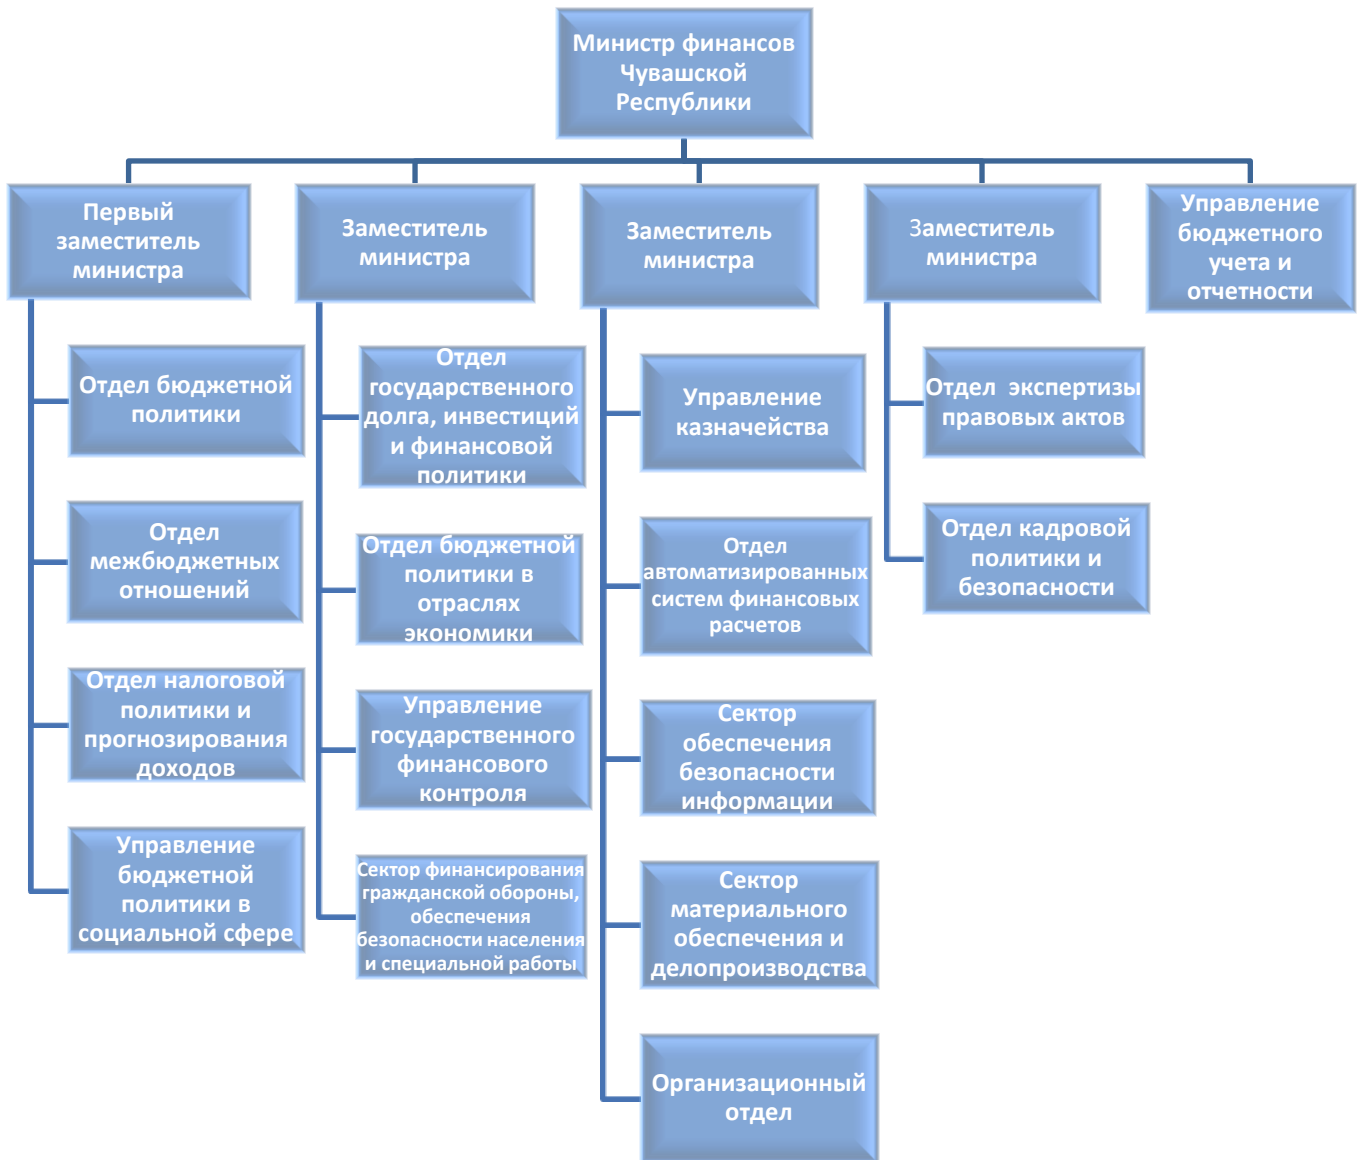 Министр финансов
Чувашской
Республики
Первый
заместитель
министра
Заместитель
министра
Заместитель
министра
Заместитель
министра
Управление
бюджетного
учета и
отчетности
Отдел бюджетной
политики
Отдел
межбюджетных
отношений
Отдел налоговой
политики и
прогнозирования
доходов
Управление
бюджетной
политики в
социальной сфере
Отдел
государственного
долга, инвестиций
и финансовой
политики
Отдел бюджетной
политики в
отраслях
экономики
Управление
государственного
финансового
контроля
Сектор финансирования
гражданской обороны,
обеспечения
безопасности населения
и специальной работы
Управление
казначейства
Отдел
автоматизированных
систем финансовых
расчетов
Сектор
обеспечения
безопасности
информации
Сектор
материального
обеспечения и
делопроизводства
Организационный
отдел
Отдел  экспертизы
правовых актов
Отдел кадровой
политики и
безопасности